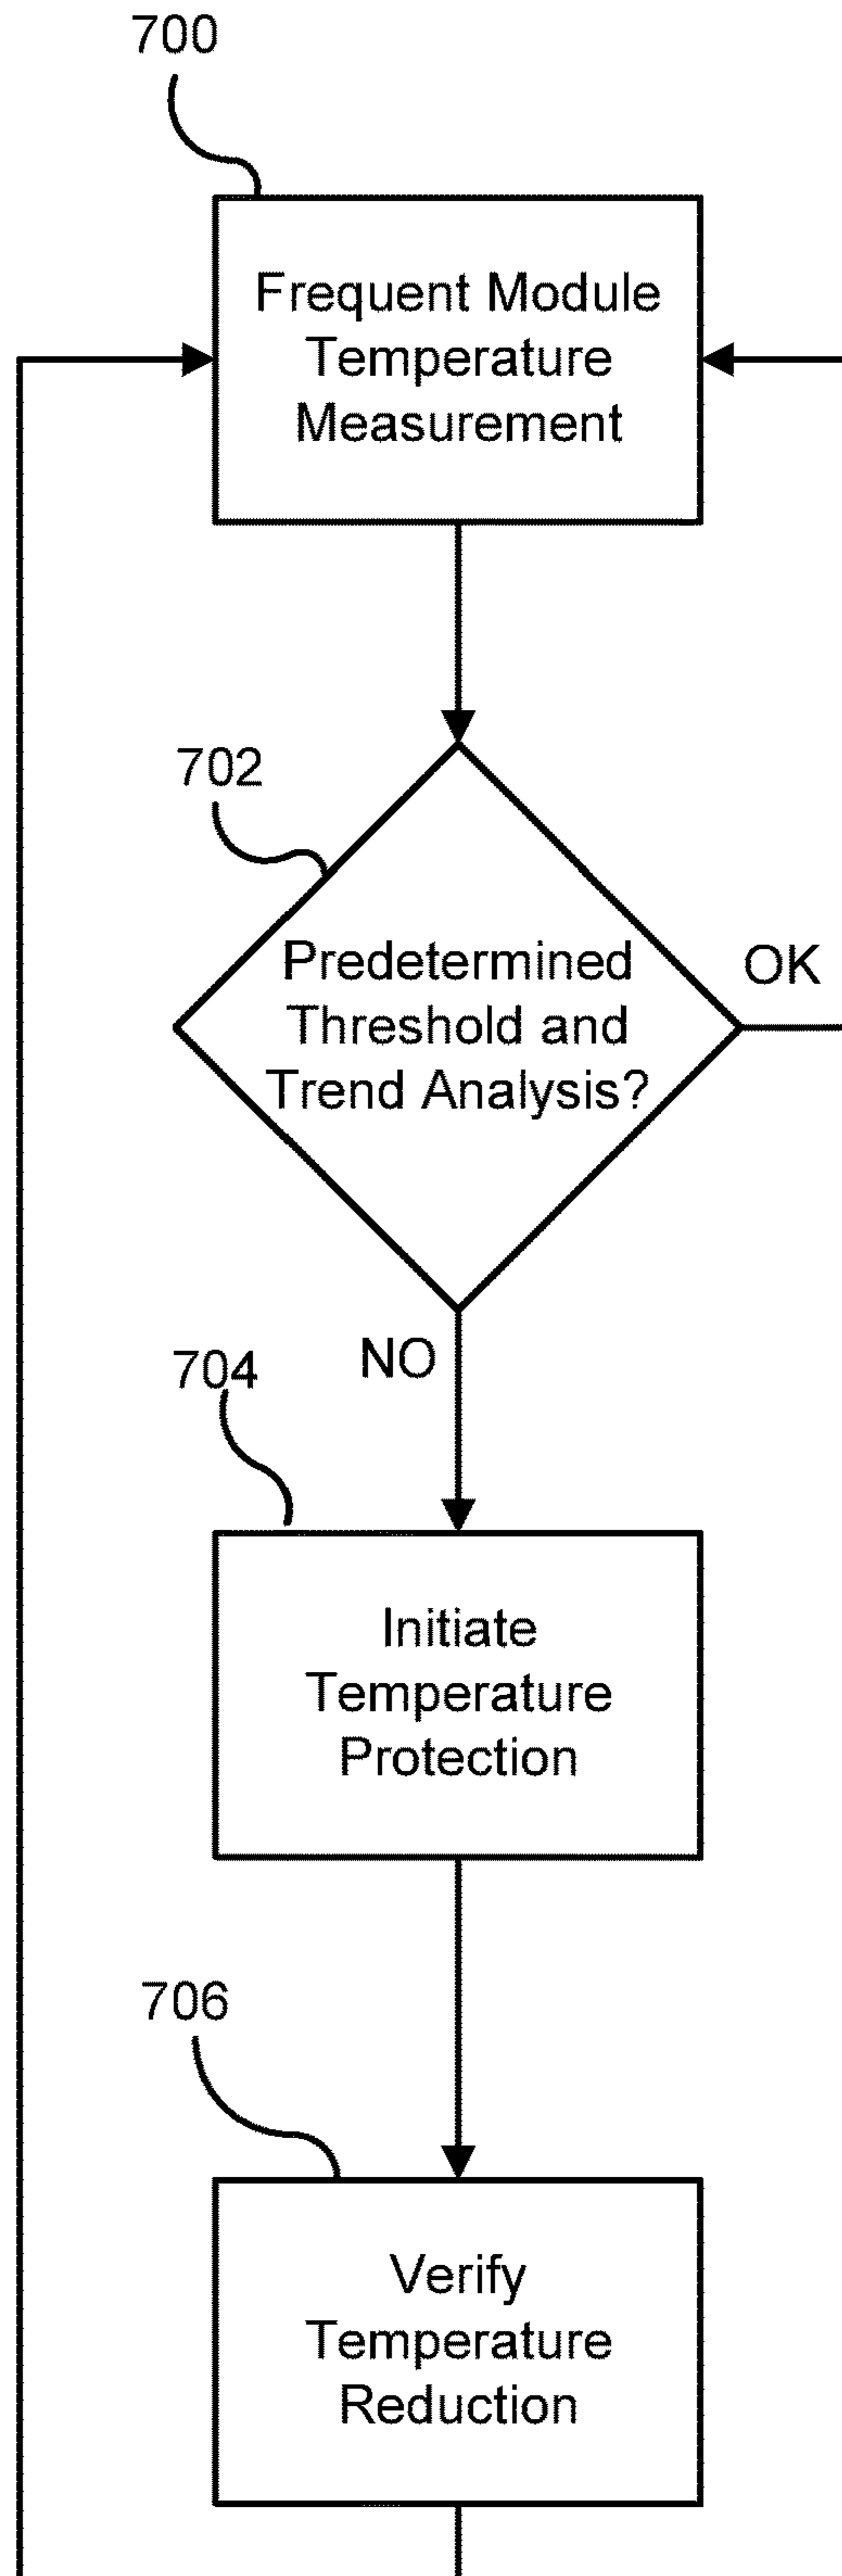 700
Frequent Module
Temperature
Measurement
702
Predetermined
Threshold and
Trend Analysis?
OK
NO
704
Initiate
Temperature
Protection
706
Verify
Temperature
Reduction